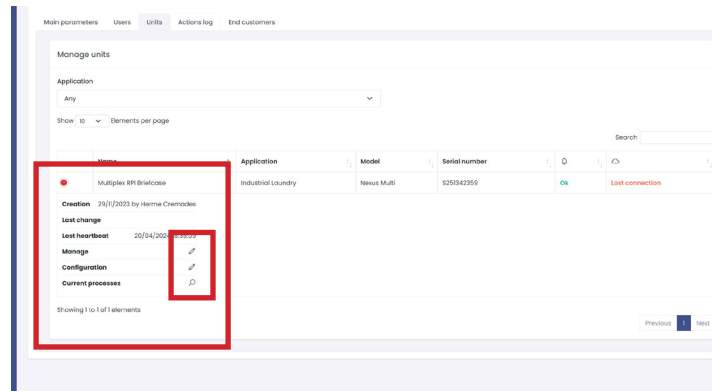 Main parameters Users Units Actions log End customers
Manage units
Application
Any
Show 10 Elements per page
Search
Name Application Model Serial number
Multiplex RPI Briefcase Industrial Laundry Nexus Multi S251342359 Ok Lost connection
Creation 29/11/2023 by Herme Cremades
Last change
Last heartbeat 20/04/2024
Manage
Configuration
Current processes
Showing 1 to 1 of 1 elements
Previous 1 Next